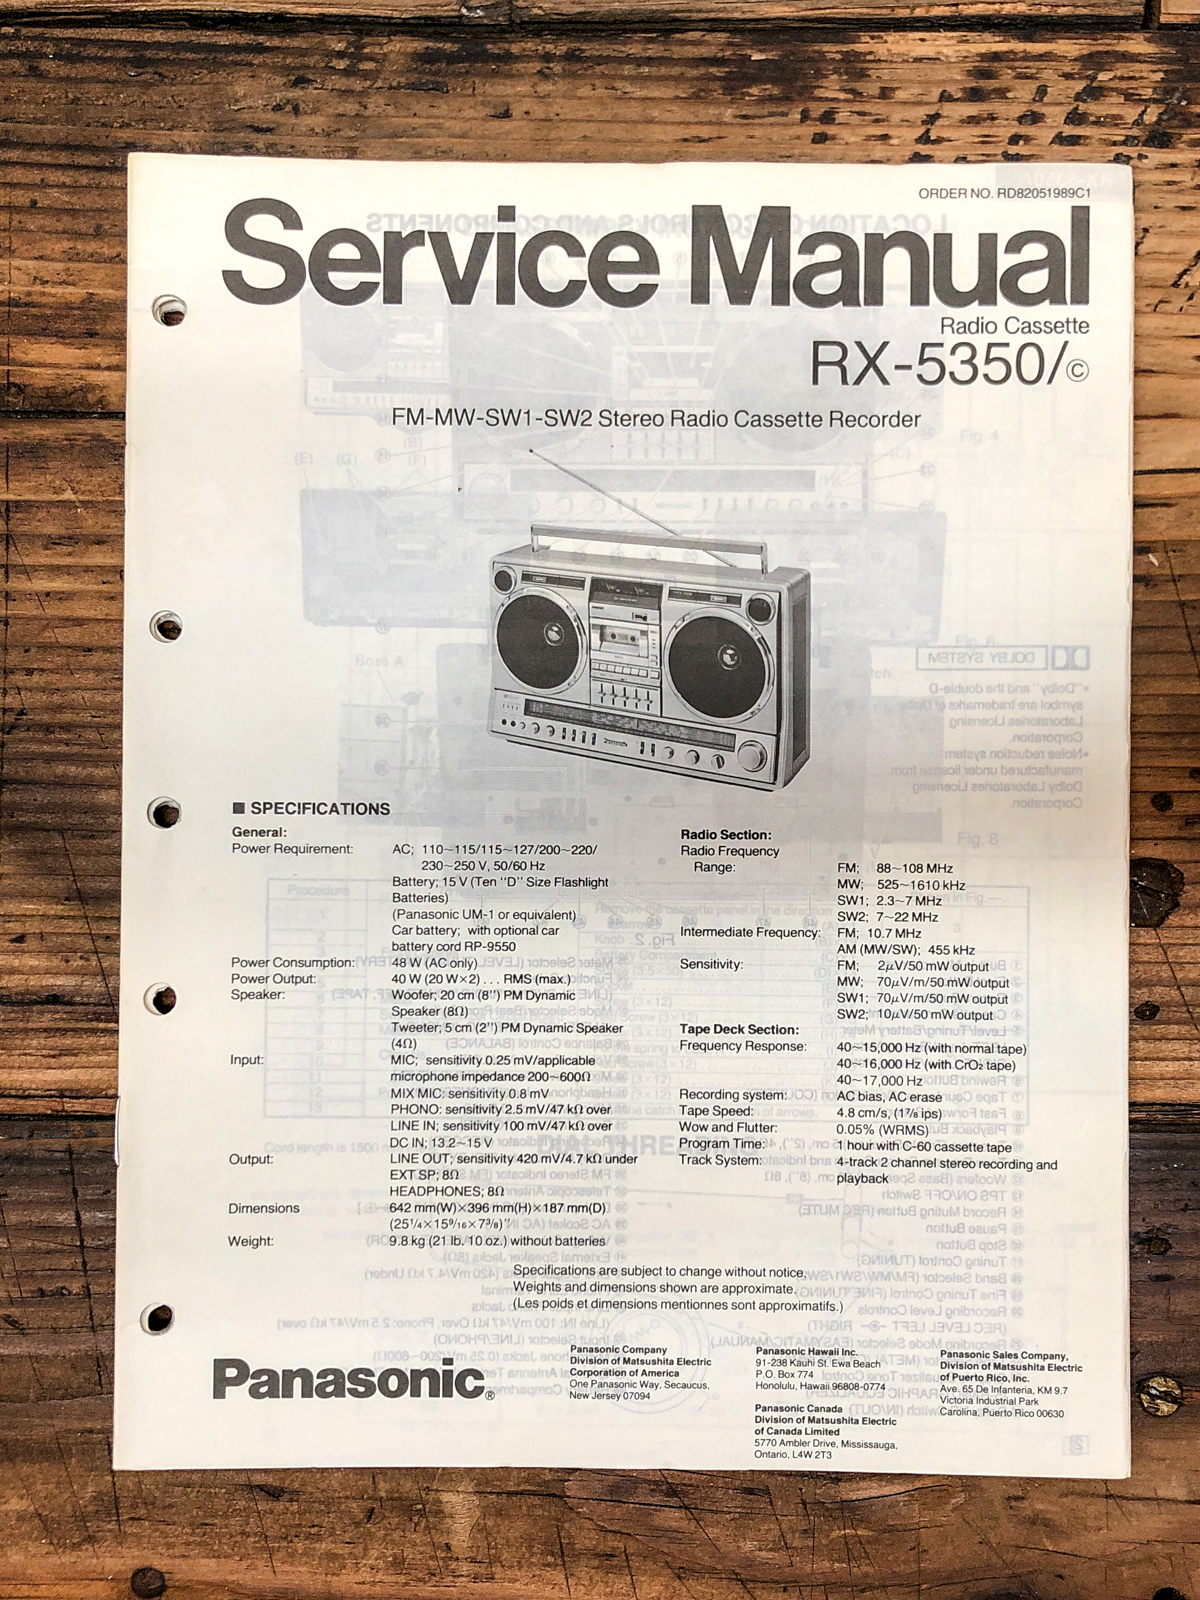 ORDER NO. RD82051989C1
Service Manual
Radio Cassette
RX-5350/©
FM-MW-SW1-SW2 Stereo Radio Cassette Recorder
■ SPECIFICATIONS
General:
Power Requirement: AC; 110~115/115~127/200~220/
230~250 V, 50/60 Hz
Battery; 15 V (Ten "D" Size Flashlight
Batteries)
(Panasonic UM-1 or equivalent)
Car battery; with optional car
battery cord RP-9550
Power Consumption: 48 W (AC only)
Power Output: 40 W (20 W×2) . . . RMS (max.)
Speaker: Woofer; 20 cm (8") PM Dynamic
Speaker (8Ω)
Tweeter; 5 cm (2") PM Dynamic Speaker
(4Ω)
Input: MIC; sensitivity 0.25 mV/applicable
microphone impedance 200~600Ω
MIX MIC: sensitivity 0.8 mV
PHONO: sensitivity 2.5 mV/47 kΩ over
LINE IN; sensitivity 100 mV/47 kΩ over
DC IN; 13.2~15 V
Output: LINE OUT; sensitivity 420 mV/4.7 kΩ under
EXT SP; 8Ω
HEADPHONES; 8Ω
Dimensions 642 mm(W)×396 mm(H)×187 mm(D)
(25¹/₄×15⁹/₁₆×7³/₈)"
Weight: 9.8 kg (21 lb. 10 oz.) without batteries
Radio Section:
Radio Frequency
Range: FM; 88~108 MHz
MW; 525~1610 kHz
SW1; 2.3~7 MHz
SW2; 7~22 MHz
Intermediate Frequency: FM; 10.7 MHz
AM (MW/SW); 455 kHz
Sensitivity: FM; 2μV/50 mW output
MW; 70μV/m/50 mW output
SW1; 70μV/m/50 mW output
SW2; 10μV/50 mW output
Tape Deck Section:
Frequency Response: 40~15,000 Hz (with normal tape)
40~16,000 Hz (with CrO₂ tape)
40~17,000 Hz
Recording system: AC bias, AC erase
Tape Speed: 4.8 cm/s, (1⁷/₈ ips)
Wow and Flutter: 0.05% (WRMS)
Program Time: 1 hour with C-60 cassette tape
Track System: 4-track 2 channel stereo recording and
playback
Specifications are subject to change without notice.
Weights and dimensions shown are approximate.
(Les poids et dimensions mentionnes sont approximatifs.)
Panasonic®
Panasonic Company
Division of Matsushita Electric
Corporation of America
One Panasonic Way, Secaucus,
New Jersey 07094
Panasonic Hawaii Inc.
91-238 Kauhi St. Ewa Beach
P.O. Box 774
Honolulu, Hawaii 96808-0774
Panasonic Canada
Division of Matsushita Electric
of Canada Limited
5770 Ambler Drive, Mississauga,
Ontario, L4W 2T3
Panasonic Sales Company,
Division of Matsushita Electric
of Puerto Rico, Inc.
Ave. 65 De Infanteria, KM 9.7
Victoria Industrial Park
Carolina, Puerto Rico 00630